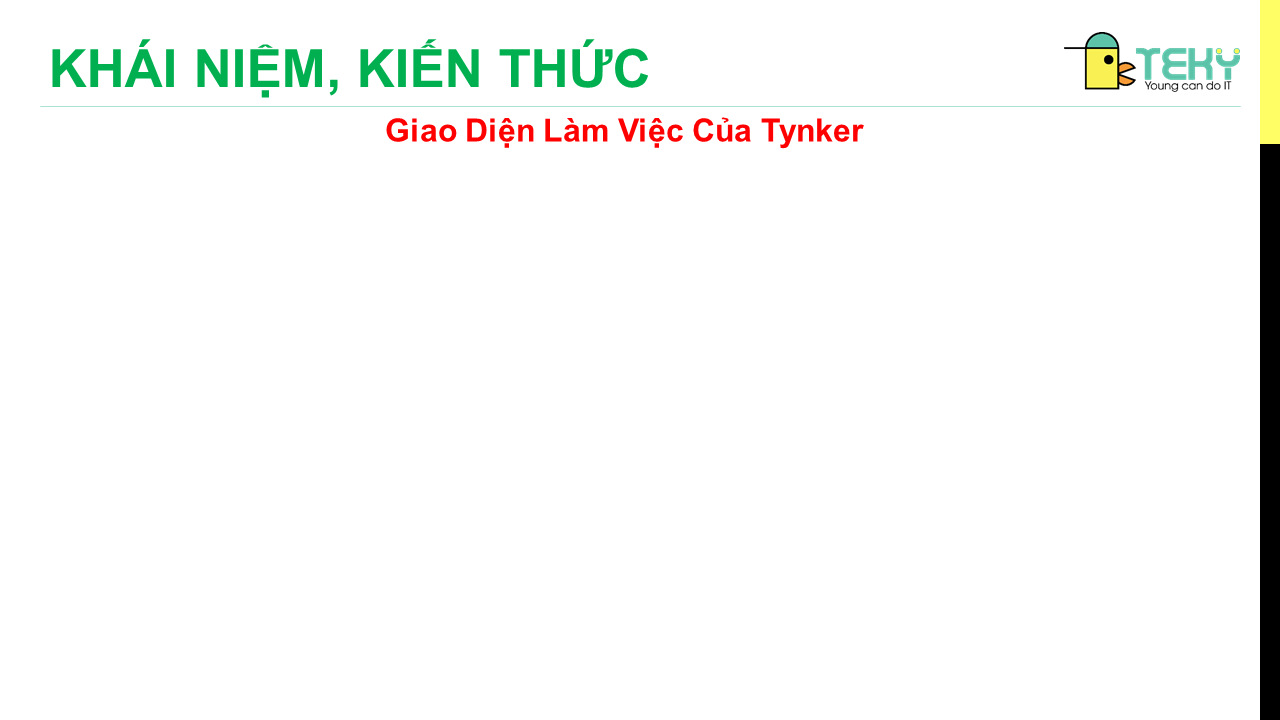 KHÁI NIỆM, KIẾN THỨC
TEKY
Young can do IT
Giao Diện Làm Việc Của Tynker